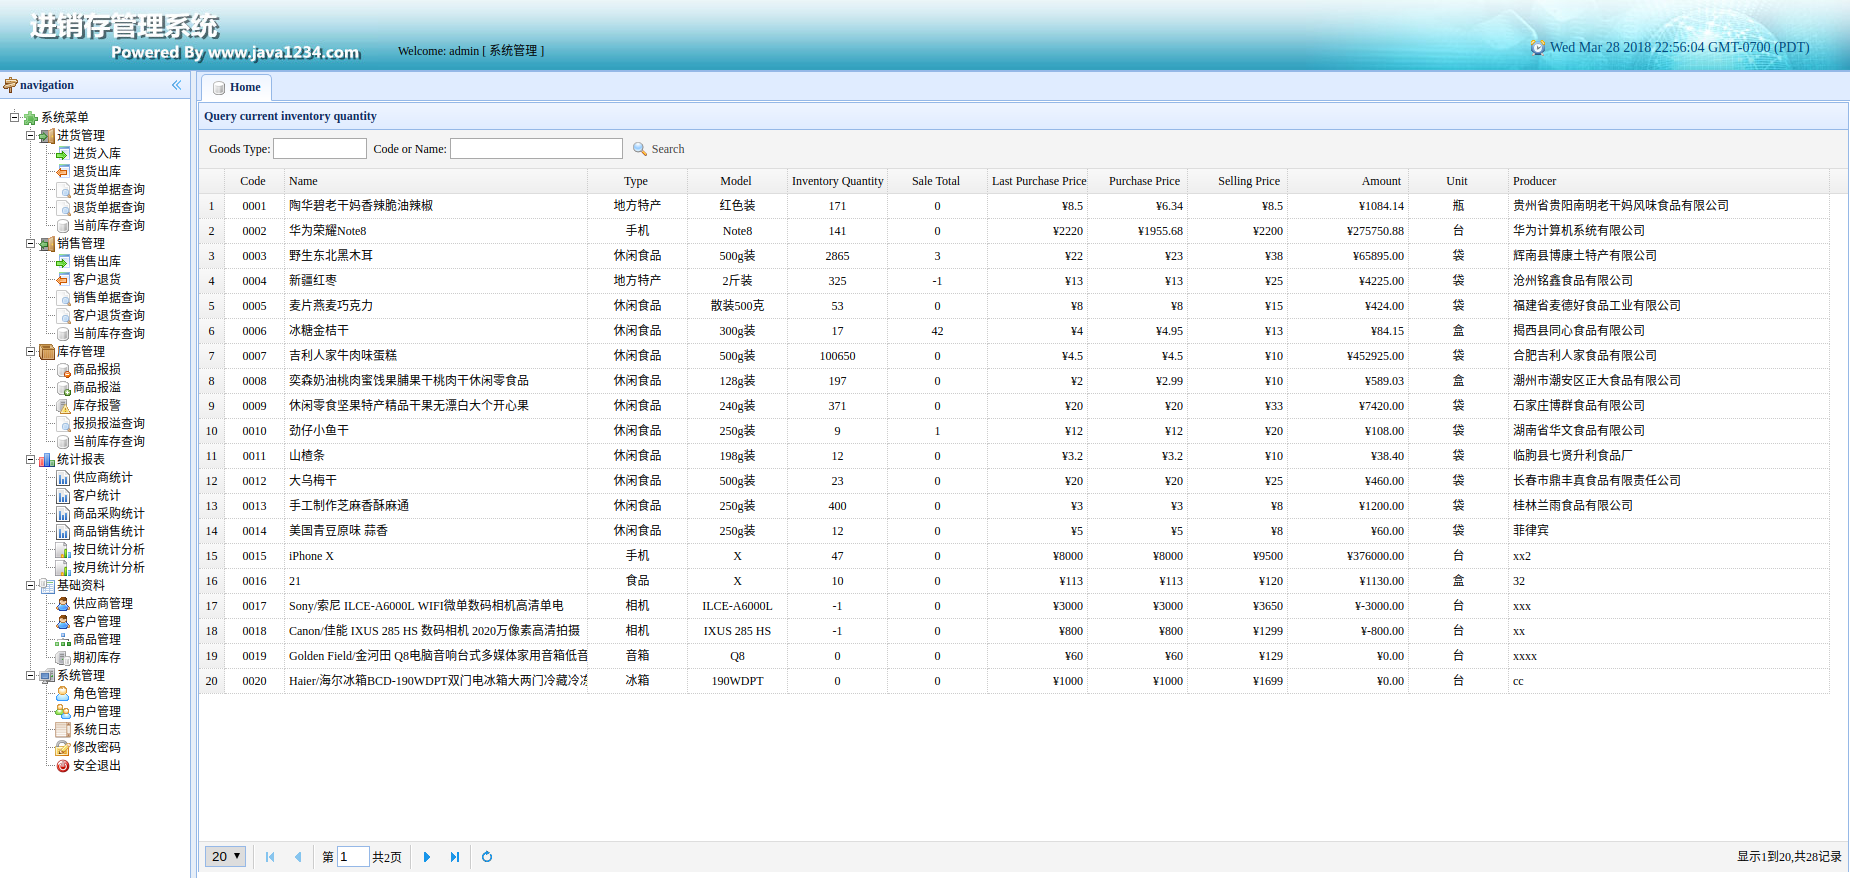 进销存管理系统
Powered By www.java1234.com
Welcome: admin [ 系统管理 ]
Wed Mar 28 2018 22:56:04 GMT-0700 (PDT)
navigation
系统菜单
进货管理
进货入库
退货出库
进货单据查询
退货单据查询
当前库存查询
销售管理
销售出库
客户退货
销售单据查询
客户退货查询
当前库存查询
库存管理
商品报损
商品报溢
库存报警
报损报溢查询
当前库存查询
统计报表
供应商统计
客户统计
商品采购统计
商品销售统计
按日统计分析
按月统计分析
基础资料
供应商管理
客户管理
商品管理
期初库存
系统管理
角色管理
用户管理
系统日志
修改密码
安全退出
Home
Query current inventory quantity
Goods Type: Code or Name: Search
Code Name Type Model Inventory Quantity Sale Total Last Purchase Price Purchase Price Selling Price Amount Unit Producer
1 0001 陶华碧老干妈香辣脆油辣椒 地方特产 红色装 171 0 ¥8.5 ¥6.34 ¥8.5 ¥1084.14 瓶 贵州省贵阳南明老干妈风味食品有限公司
2 0002 华为荣耀Note8 手机 Note8 141 0 ¥2220 ¥1955.68 ¥2200 ¥275750.88 台 华为计算机系统有限公司
3 0003 野生东北黑木耳 休闲食品 500g装 2865 3 ¥22 ¥23 ¥38 ¥65895.00 袋 辉南县博康土特产有限公司
4 0004 新疆红枣 地方特产 2斤装 325 -1 ¥13 ¥13 ¥25 ¥4225.00 袋 沧州铭鑫食品有限公司
5 0005 麦片燕麦巧克力 休闲食品 散装500克 53 0 ¥8 ¥8 ¥15 ¥424.00 袋 福建省麦德好食品工业有限公司
6 0006 冰糖金桔干 休闲食品 300g装 17 42 ¥4 ¥4.95 ¥13 ¥84.15 盒 揭西县同心食品有限公司
7 0007 吉利人家牛肉味蛋糕 休闲食品 500g装 100650 0 ¥4.5 ¥4.5 ¥10 ¥452925.00 袋 合肥吉利人家食品有限公司
8 0008 奕森奶油桃肉蜜饯果脯果干桃肉干休闲零食品 休闲食品 128g装 197 0 ¥2 ¥2.99 ¥10 ¥589.03 盒 潮州市潮安区正大食品有限公司
9 0009 休闲零食坚果特产精品干果无漂白大个开心果 休闲食品 240g装 371 0 ¥20 ¥20 ¥33 ¥7420.00 袋 石家庄博群食品有限公司
10 0010 劲仔小鱼干 休闲食品 250g装 9 1 ¥12 ¥12 ¥20 ¥108.00 袋 湖南省华文食品有限公司
11 0011 山楂条 休闲食品 198g装 12 0 ¥3.2 ¥3.2 ¥10 ¥38.40 袋 临朐县七贤升利食品厂
12 0012 大乌梅干 休闲食品 500g装 23 0 ¥20 ¥20 ¥25 ¥460.00 袋 长春市鼎丰真食品有限责任公司
13 0013 手工制作芝麻香酥麻通 休闲食品 250g装 400 0 ¥3 ¥3 ¥8 ¥1200.00 袋 桂林兰雨食品有限公司
14 0014 美国青豆原味 蒜香 休闲食品 250g装 12 0 ¥5 ¥5 ¥8 ¥60.00 袋 菲律宾
15 0015 iPhone X 手机 X 47 0 ¥8000 ¥8000 ¥9500 ¥376000.00 台 xx2
16 0016 21 食品 X 10 0 ¥113 ¥113 ¥120 ¥1130.00 盒 32
17 0017 Sony/索尼 ILCE-A6000L WIFI微单数码相机高清单电 相机 ILCE-A6000L -1 0 ¥3000 ¥3000 ¥3650 ¥-3000.00 台 xxx
18 0018 Canon/佳能 IXUS 285 HS 数码相机 2020万像素高清拍摄 相机 IXUS 285 HS -1 0 ¥800 ¥800 ¥1299 ¥-800.00 台 xx
19 0019 Golden Field/金河田 Q8电脑音响台式多媒体家用音箱低音 音箱 Q8 0 0 ¥60 ¥60 ¥129 ¥0.00 台 xxxx
20 0020 Haier/海尔冰箱BCD-190WDPT双门电冰箱大两门冷藏冷冻 冰箱 190WDPT 0 0 ¥1000 ¥1000 ¥1699 ¥0.00 台 cc
20 第 1 共2页
显示1到20,共28记录